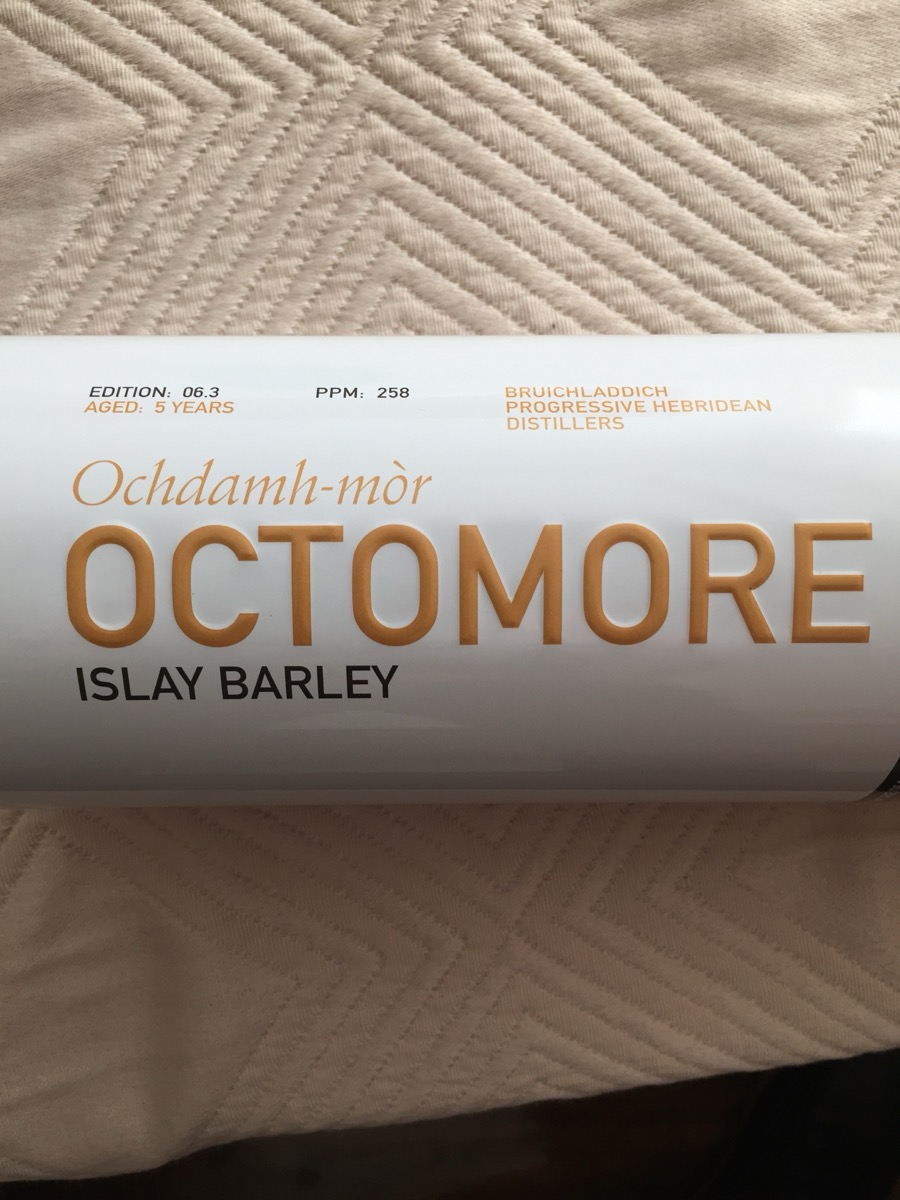 EDITION: 06.3
AGED: 5 YEARS
PPM: 258
BRUICHLADDICH
PROGRESSIVE HEBRIDEAN
DISTILLERS
Ochdamh-mòr
OCTOMORE
ISLAY BARLEY